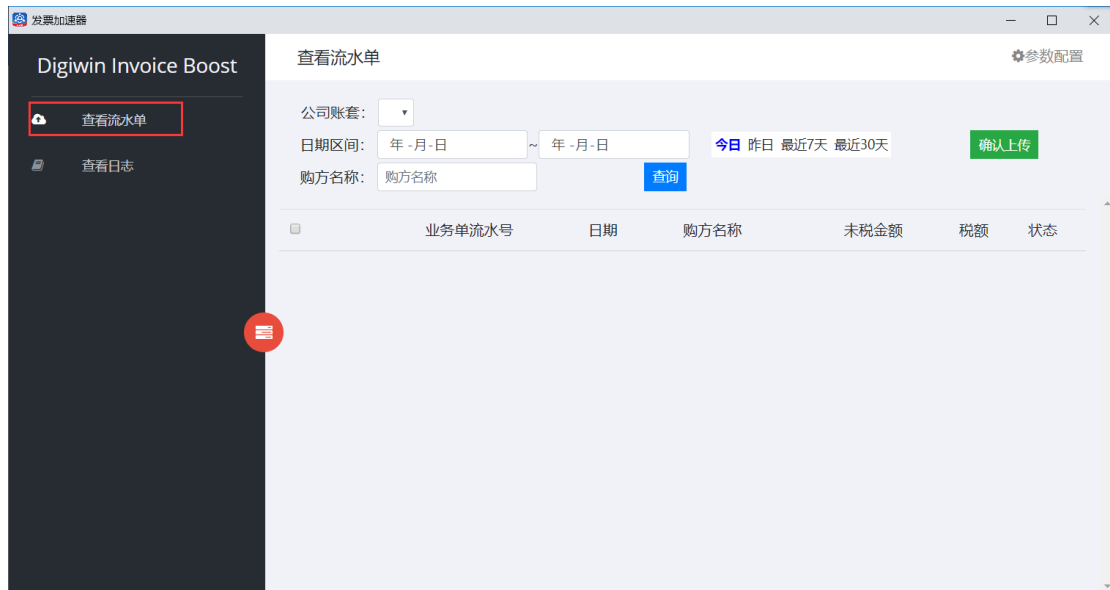 发票加速器
Digiwin Invoice Boost
查看流水单
查看日志
查看流水单
参数配置
公司账套：
日期区间： 年-月-日 ~ 年-月-日 今日 昨日 最近7天 最近30天 确认上传
购方名称： 购方名称 查询
业务单流水号 日期 购方名称 未税金额 税额 状态